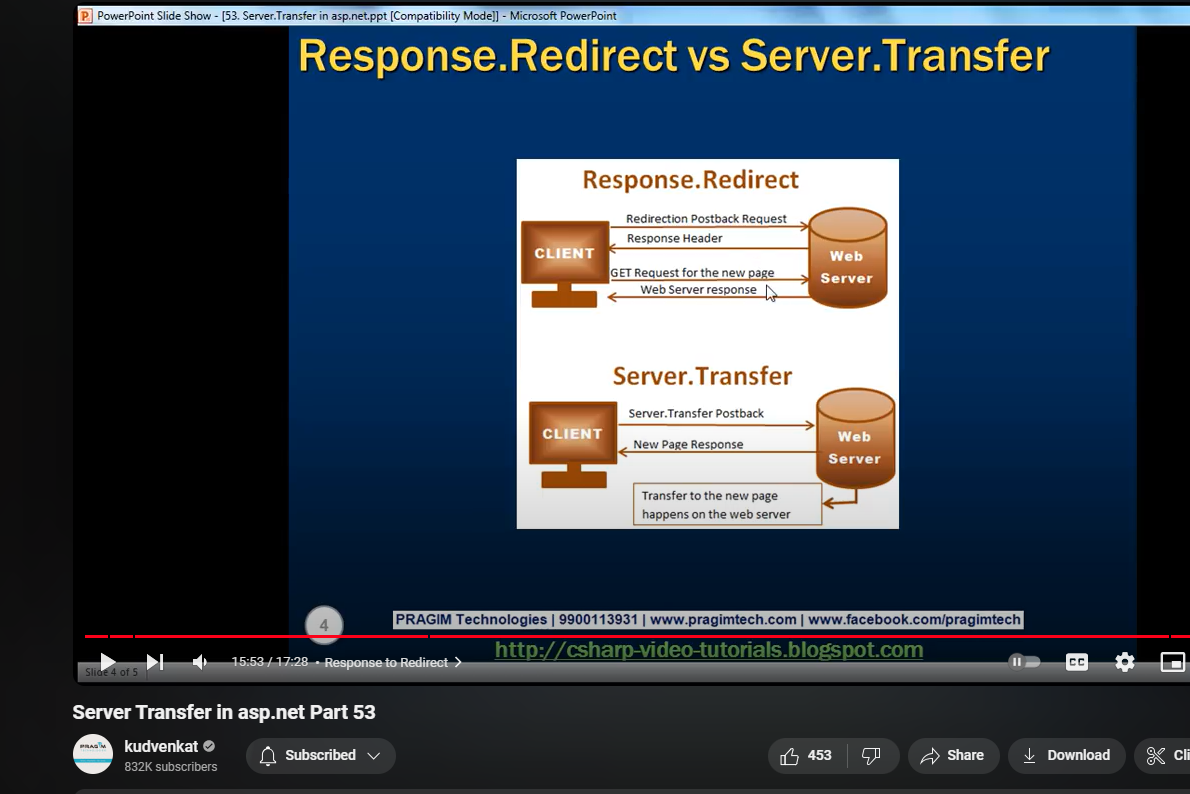 PowerPoint Slide Show - [53. Server.Transfer in asp.net.ppt [Compatibility Mode]] - Microsoft PowerPoint
Response.Redirect vs Server.Transfer
Response.Redirect
CLIENT
Redirection Postback Request
Response Header
GET Request for the new page
Web Server response
Web
Server
Server.Transfer
CLIENT
Server.Transfer Postback
New Page Response
Web
Server
Transfer to the new page
happens on the web server
4
PRAGIM Technologies | 9900113931 | www.pragimtech.com | www.facebook.com/pragimtech
http://csharp-video-tutorials.blogspot.com
15:53 / 17:28 • Response to Redirect
CC
Slide 4 of 5
Server Transfer in asp.net Part 53
PRAGIM
kudvenkat
832K subscribers
Subscribed
453
Share
Download
Cli